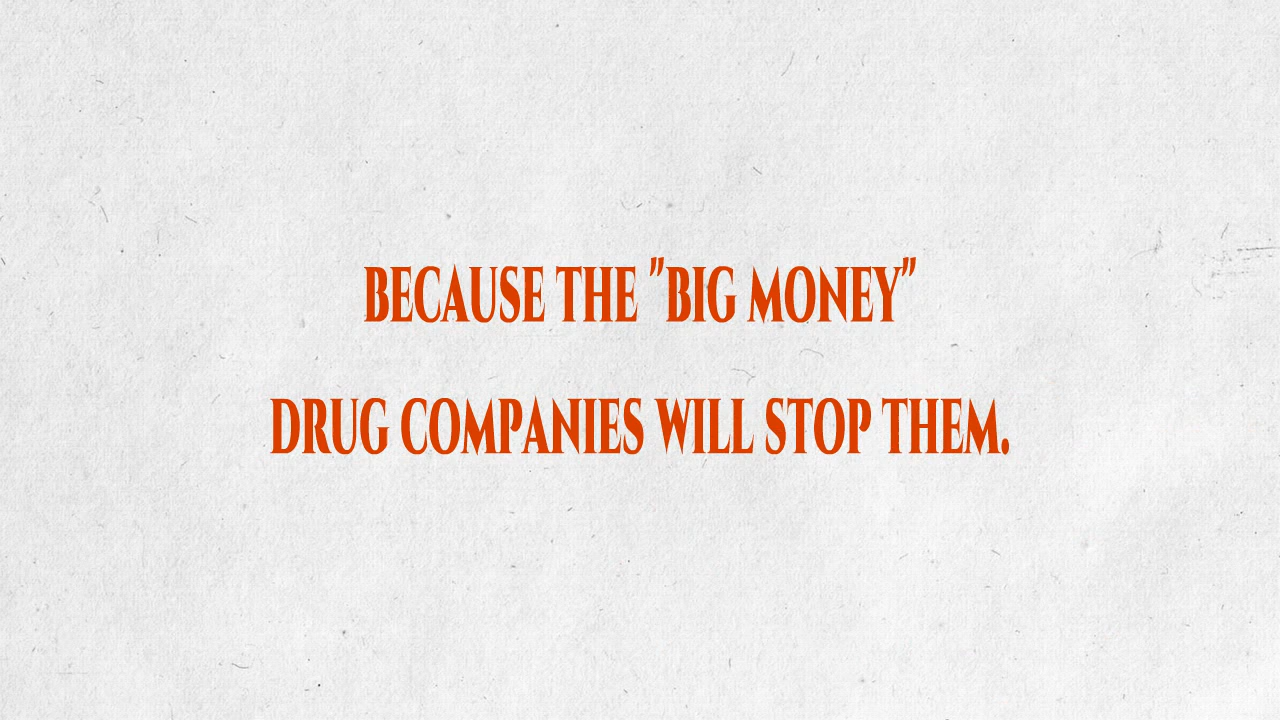 BECAUSE THE "BIG MONEY"
DRUG COMPANIES WILL STOP THEM.